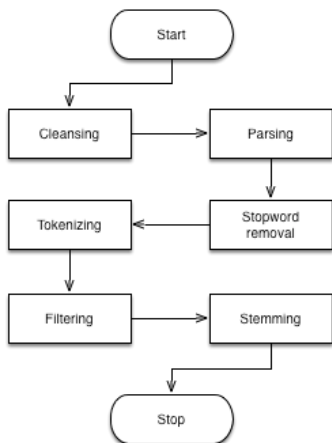 Start
Cleansing
Parsing
Stopword
removal
Tokenizing
Filtering
Stemming
Stop